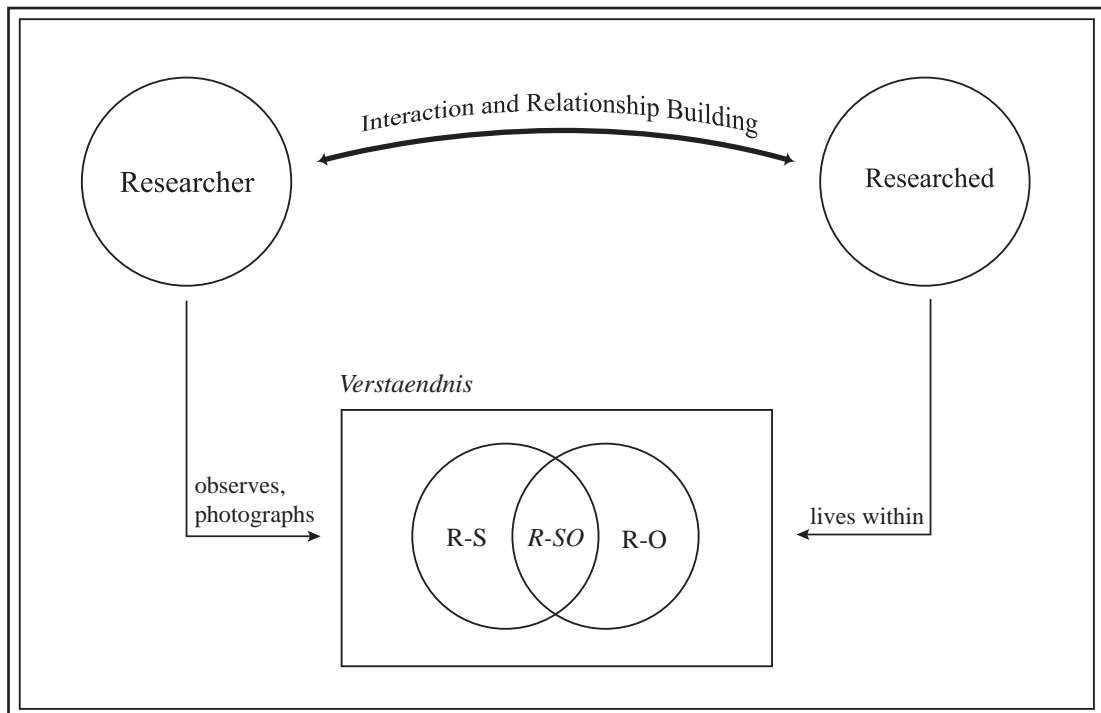 Interaction and Relationship Building
Researcher
Researched
Verstaendnis
observes,
photographs
lives within
R-S
R-SO
R-O